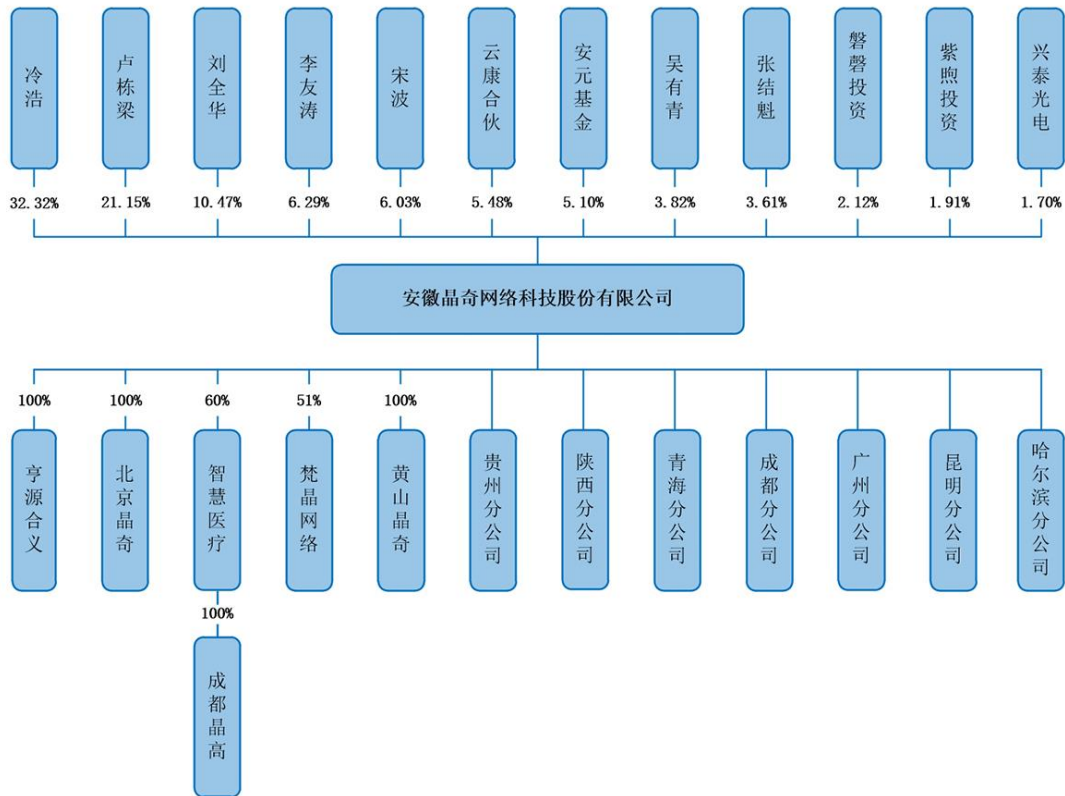 冷浩
卢栋梁
刘全华
李友涛
宋波
云康合伙
安元基金
吴有青
张结魁
磐磬投资
紫煦投资
兴泰光电
32.32%
21.15%
10.47%
6.29%
6.03%
5.48%
5.10%
3.82%
3.61%
2.12%
1.91%
1.70%
安徽晶奇网络科技股份有限公司
100%
100%
60%
51%
100%
亨源合义
北京晶奇
智慧医疗
梵晶网络
黄山晶奇
贵州分公司
陕西分公司
青海分公司
成都分公司
广州分公司
昆明分公司
哈尔滨分公司
100%
成都晶高